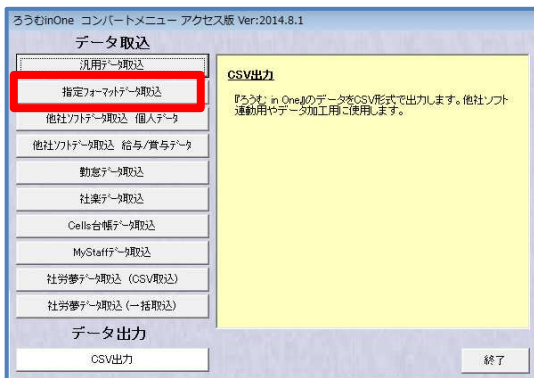 ろうむinOne コンバートメニュー アクセス版 Ver:2014.8.1
データ取込
汎用ﾃﾞｰﾀ取込
指定ﾌｫｰﾏｯﾄﾃﾞｰﾀ取込
他社ｿﾌﾄﾃﾞｰﾀ取込 個人ﾃﾞｰﾀ
他社ｿﾌﾄﾃﾞｰﾀ取込 給与/賞与ﾃﾞｰﾀ
勤怠ﾃﾞｰﾀ取込
社楽ﾃﾞｰﾀ取込
Cells台帳ﾃﾞｰﾀ取込
MyStaffﾃﾞｰﾀ取込
社労夢ﾃﾞｰﾀ取込 (CSV取込)
社労夢ﾃﾞｰﾀ取込 (一括取込)
データ出力
CSV出力
CSV出力
『ろうむ in One』のデータをCSV形式で出力します。他社ソフト
連動用やデータ加工用に使用します。
終了